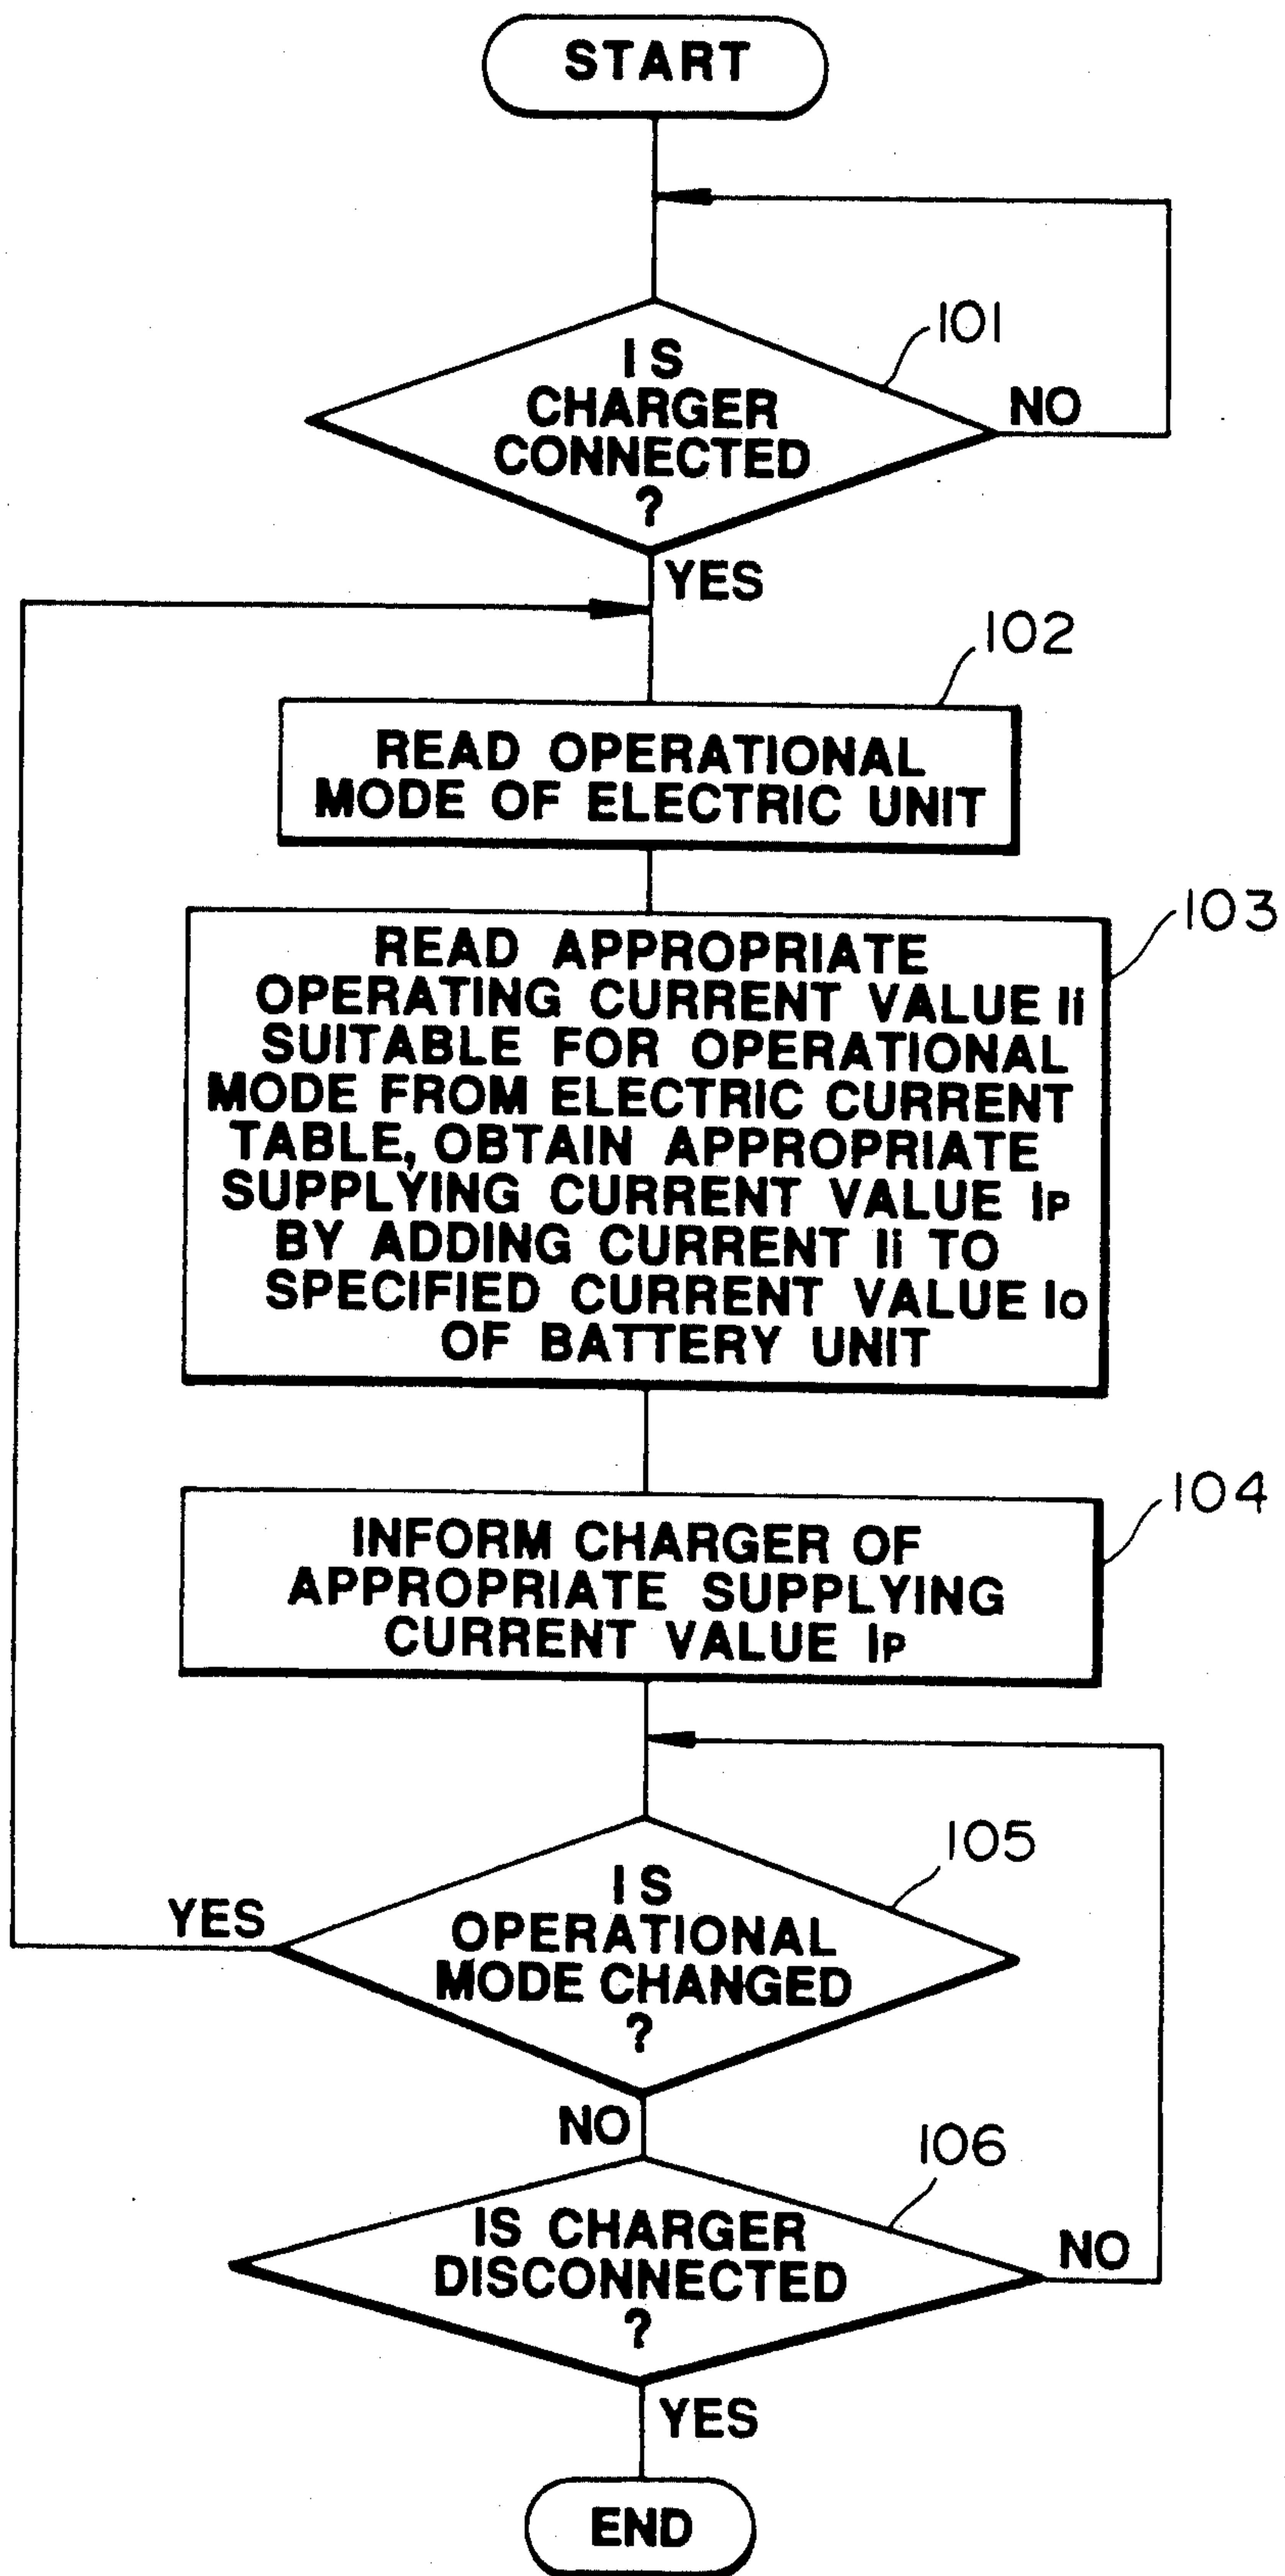 START
101
IS
CHARGER
CONNECTED
?
NO
YES
102
READ OPERATIONAL
MODE OF ELECTRIC UNIT
103
READ APPROPRIATE
OPERATING CURRENT VALUE Ii
SUITABLE FOR OPERATIONAL
MODE FROM ELECTRIC CURRENT
TABLE, OBTAIN APPROPRIATE
SUPPLYING CURRENT VALUE IP
BY ADDING CURRENT Ii TO
SPECIFIED CURRENT VALUE IO
OF BATTERY UNIT
104
INFORM CHARGER OF
APPROPRIATE SUPPLYING
CURRENT VALUE IP
105
IS
OPERATIONAL
MODE CHANGED
?
YES
NO
106
IS CHARGER
DISCONNECTED
?
NO
YES
END